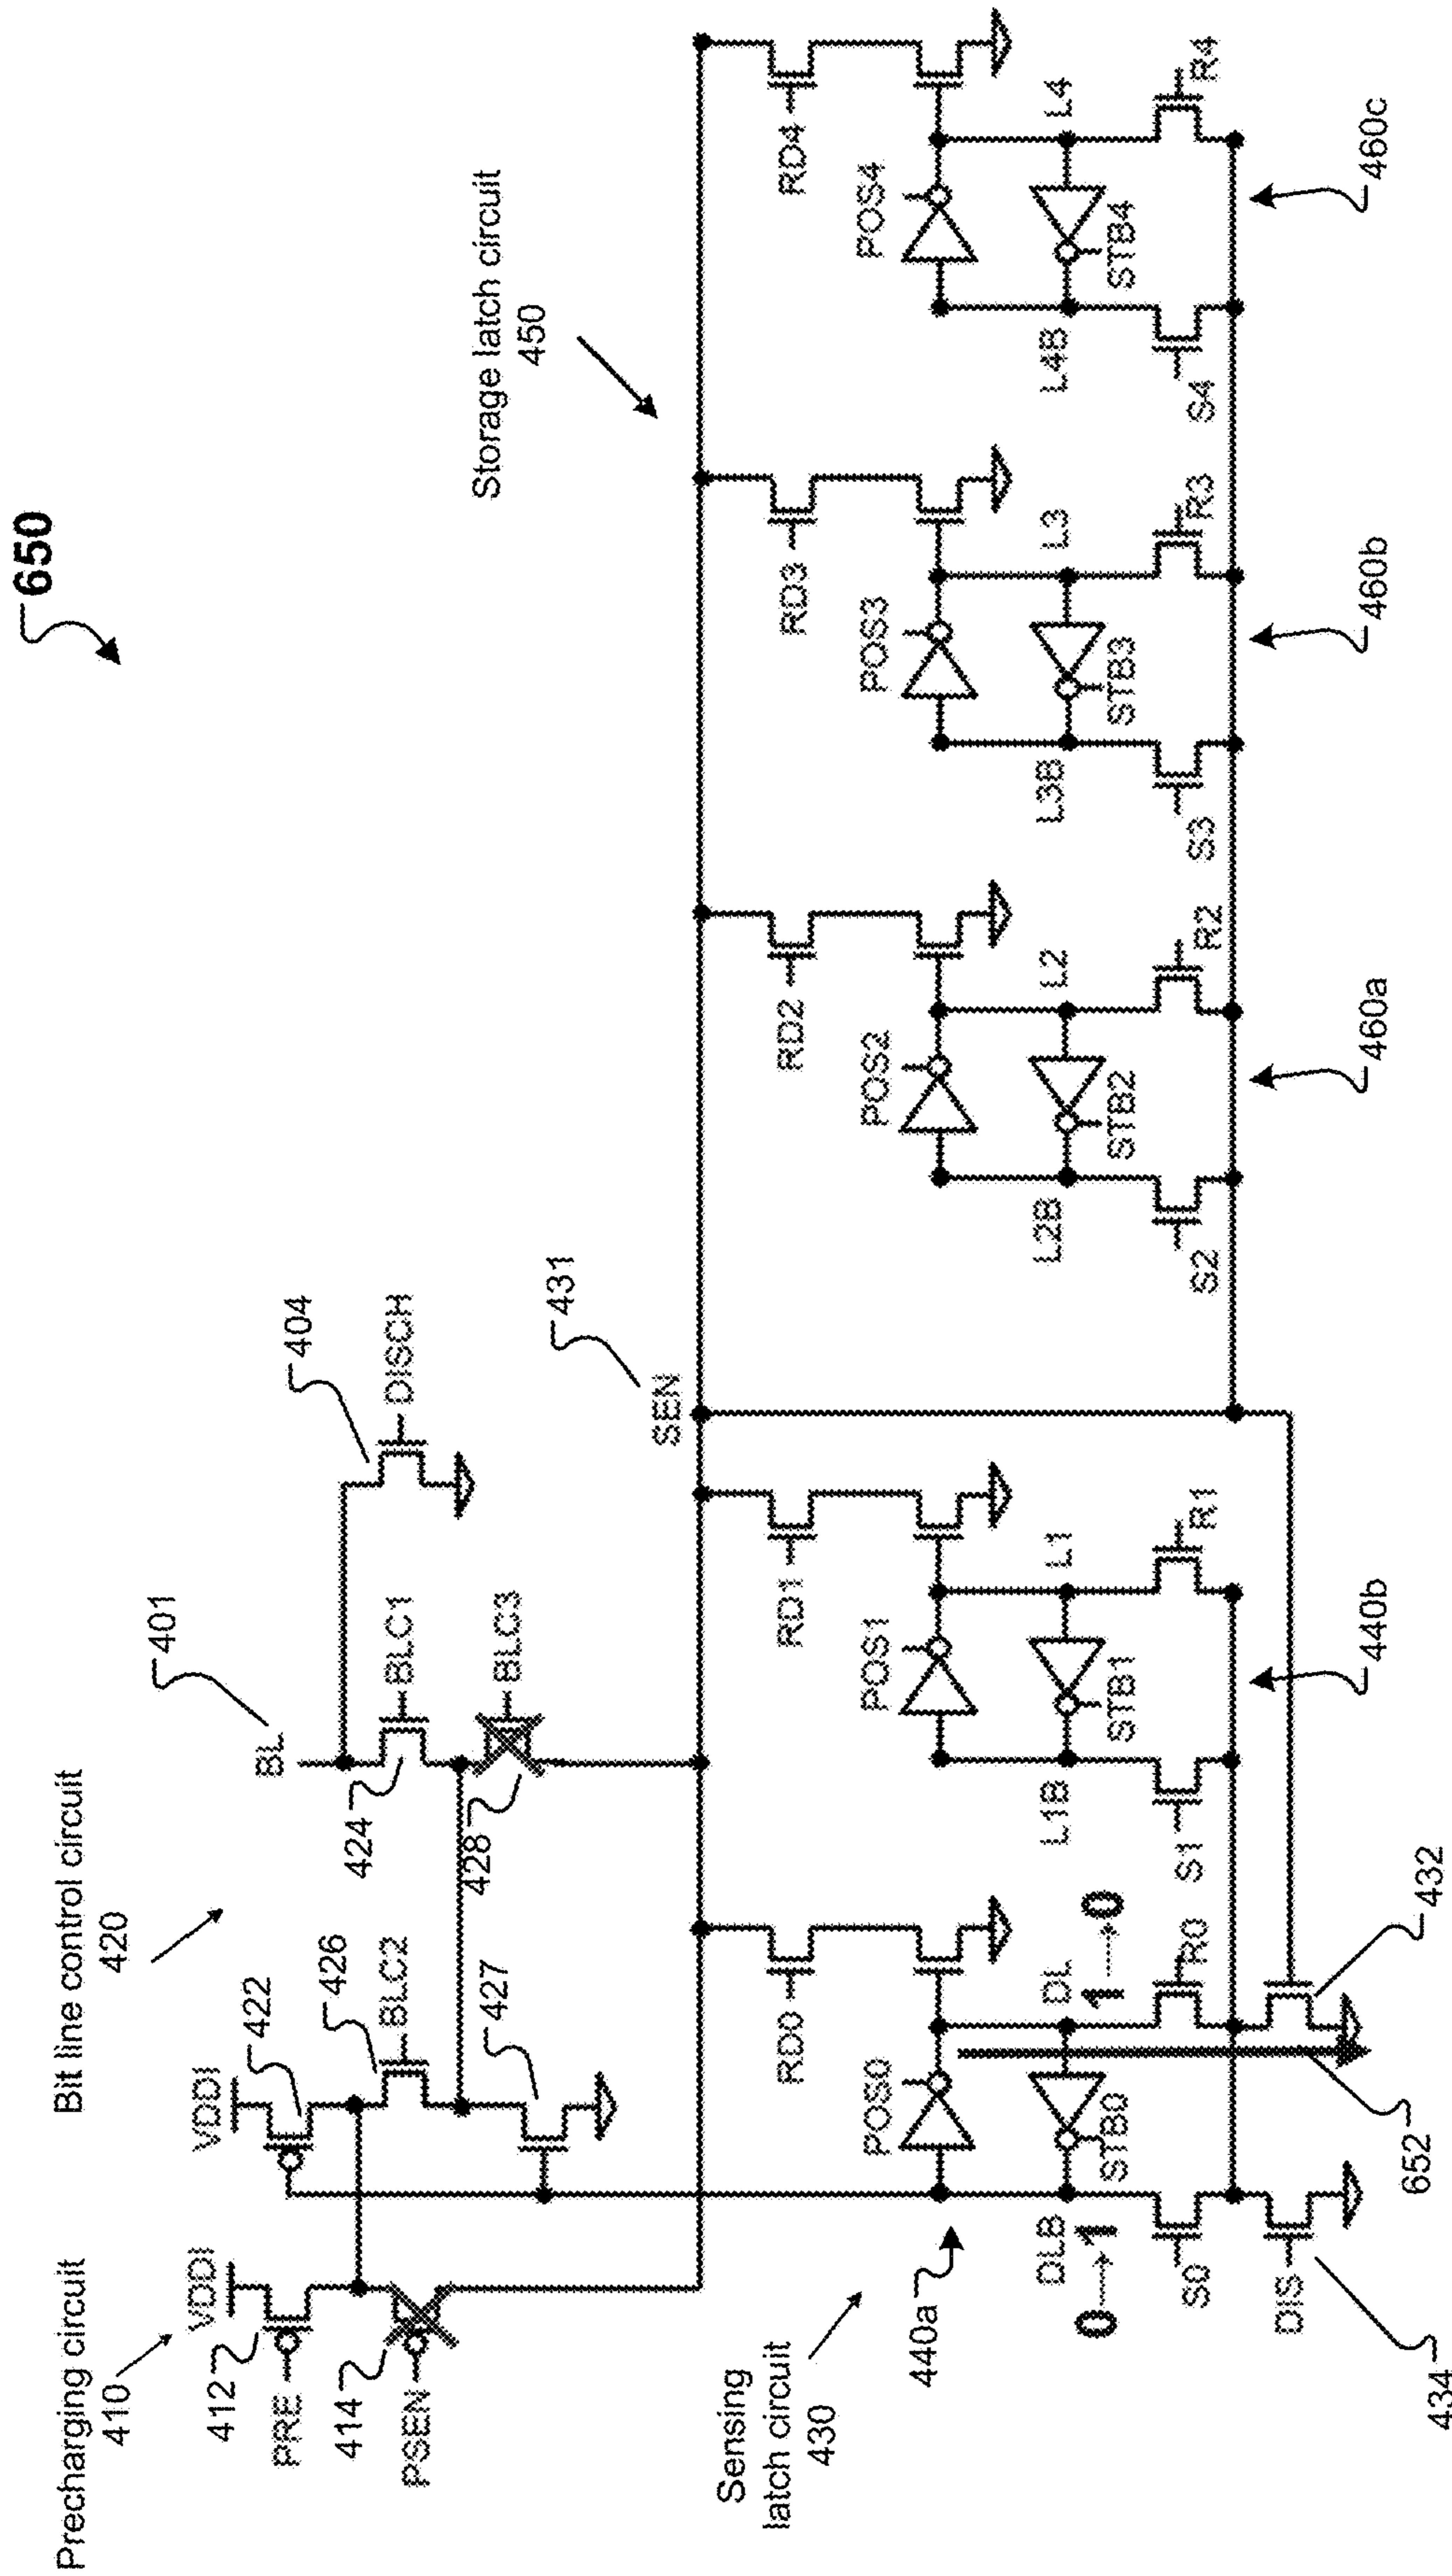 650
Precharging circuit
410
Bit line control circuit
420
Storage latch circuit
450
VDDI
VDDI
412
PRE
414
PSEN
422
426
BLC2
427
BL
401
424
BLC1
428
BLC3
404
DISCH
SEN
431
Sensing
latch circuit
430
440a
RD0
RD1
RD2
RD3
RD4
POS0
POS1
POS2
POS3
POS4
DLB
DL
0→1
1→0
L1B
L1
L2B
L2
L3B
L3
L4B
L4
STB0
STB1
STB2
STB3
STB4
S0
R0
S1
R1
S2
R2
S3
R3
S4
R4
DIS
434
652
432
440b
460a
460b
460c